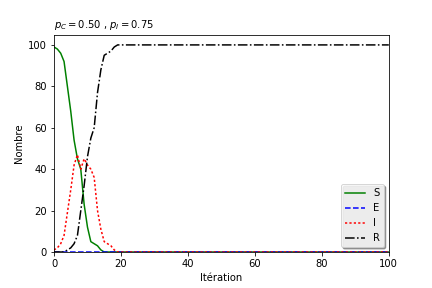 p_C = 0.50 , p_I = 0.75
100
80
60
40
20
0
Nombre
0 20 40 60 80 100
Itération
S
E
I
R